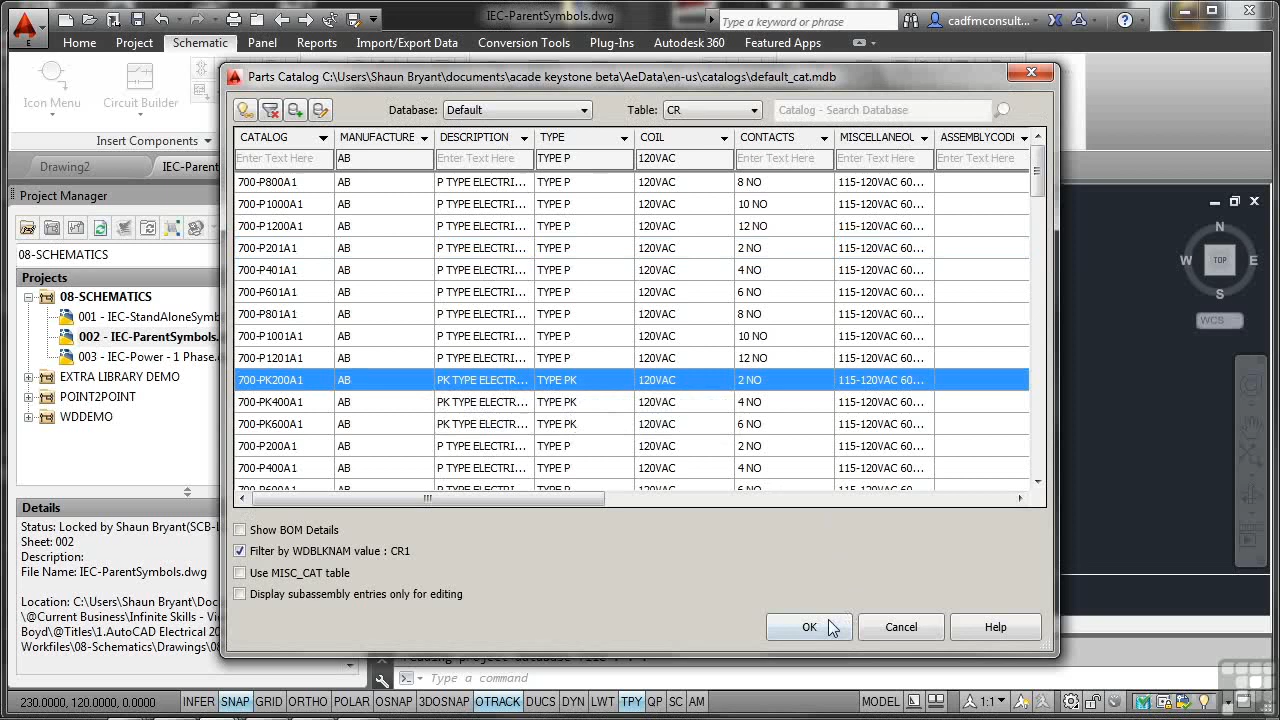 IEC-ParentSymbols.dwg
Type a keyword or phrase
cadfmconsult...
Home Project Schematic Panel Reports Import/Export Data Conversion Tools Plug-Ins Autodesk 360 Featured Apps
Parts Catalog C:\Users\Shaun Bryant\documents\acade keystone beta\AeData\en-us\catalogs\default_cat.mdb
Icon Menu
Circuit Builder
Insert Components
Drawing2
IEC-Paren
Database: Default Table: CR Catalog - Search Database
CATALOG MANUFACTURE DESCRIPTION TYPE COIL CONTACTS MISCELLANEOU ASSEMBLYCODI
Enter Text Here AB Enter Text Here TYPE P 120VAC Enter Text Here Enter Text Here Enter Text Here
700-P800A1 AB P TYPE ELECTRI... TYPE P 120VAC 8 NO 115-120VAC 60...
700-P1000A1 AB P TYPE ELECTRI... TYPE P 120VAC 10 NO 115-120VAC 60...
700-P1200A1 AB P TYPE ELECTRI... TYPE P 120VAC 12 NO 115-120VAC 60...
700-P201A1 AB P TYPE ELECTRI... TYPE P 120VAC 2 NO 115-120VAC 60...
700-P401A1 AB P TYPE ELECTRI... TYPE P 120VAC 4 NO 115-120VAC 60...
700-P601A1 AB P TYPE ELECTRI... TYPE P 120VAC 6 NO 115-120VAC 60...
700-P801A1 AB P TYPE ELECTRI... TYPE P 120VAC 8 NO 115-120VAC 60...
700-P1001A1 AB P TYPE ELECTRI... TYPE P 120VAC 10 NO 115-120VAC 60...
700-P1201A1 AB P TYPE ELECTRI... TYPE P 120VAC 12 NO 115-120VAC 60...
700-PK200A1 AB PK TYPE ELECTR... TYPE PK 120VAC 2 NO 115-120VAC 60...
700-PK400A1 AB PK TYPE ELECTR... TYPE PK 120VAC 4 NO 115-120VAC 60...
700-PK600A1 AB PK TYPE ELECTR... TYPE PK 120VAC 6 NO 115-120VAC 60...
700-P200A1 AB P TYPE ELECTRI... TYPE P 120VAC 2 NO 115-120VAC 60...
700-P400A1 AB P TYPE ELECTRI... TYPE P 120VAC 4 NO 115-120VAC 60...
700-P600A1 AB P TYPE ELECTRI... TYPE P 120VAC 6 NO 115-120VAC 60...
Show BOM Details
Filter by WDBLKNAM value : CR1
Use MISC_CAT table
Display subassembly entries only for editing
OK Cancel Help
Project Manager
08-SCHEMATICS
Projects
08-SCHEMATICS
001 - IEC-StandAloneSymb
002 - IEC-ParentSymbols.
003 - IEC-Power - 1 Phase.
EXTRA LIBRARY DEMO
POINT2POINT
WDDEMO
Details
Status: Locked by Shaun Bryant(SCB-L
Sheet: 002
Description:
File Name: IEC-ParentSymbols.dwg
Location: C:\Users\Shaun Bryant\Doc
\@Current Business\Infinite Skills - Vi
Boyd\@Titles\1.AutoCAD Electrical 20
Workfiles\08-Schematics\Drawings\08
N
W TOP E
S
WCS
Type a command
230.0000, 120.0000, 0.0000 INFER SNAP GRID ORTHO POLAR OSNAP 3DOSNAP OTRACK DUCS DYN LWT TPY QP SC AM MODEL 1:1